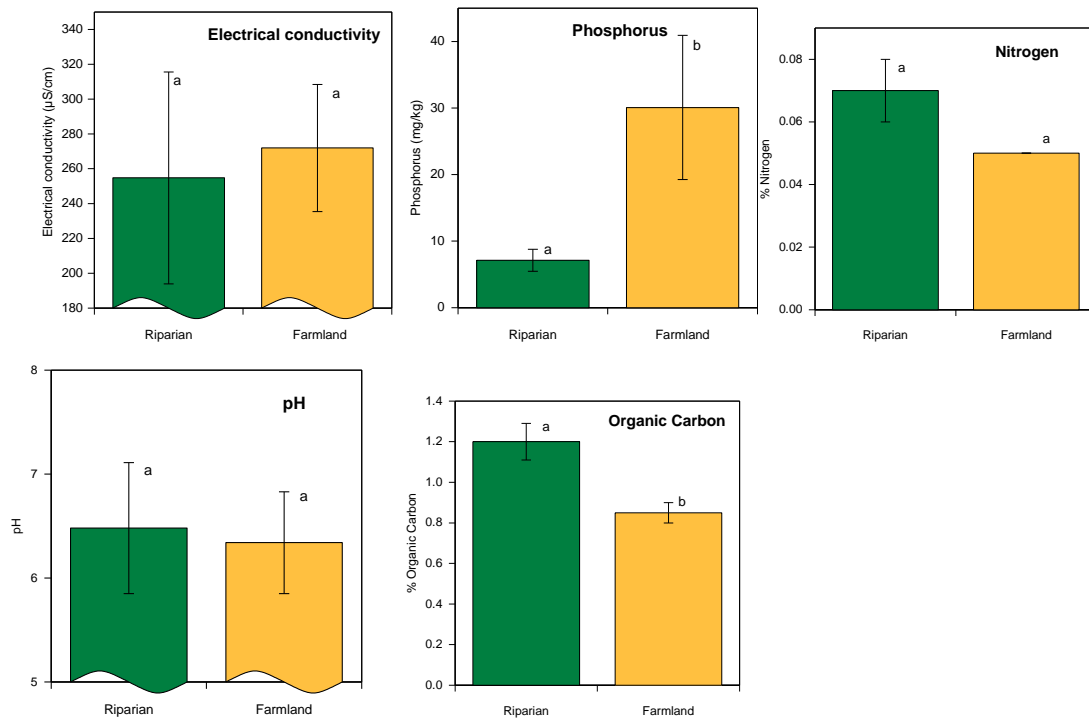 Electrical conductivity
Electrical conductivity (µS/cm)
340
320
300
280
260
240
220
200
180
a
a
Riparian
Farmland
Phosphorus
Phosphorus (mg/kg)
40
30
20
10
0
a
b
Riparian
Farmland
Nitrogen
% Nitrogen
0.08
0.06
0.04
0.02
0.00
a
a
Riparian
Farmland
pH
pH
8
7
6
5
a
a
Riparian
Farmland
Organic Carbon
% Organic Carbon
1.4
1.2
1.0
0.8
0.6
0.4
0.2
0.0
a
b
Riparian
Farmland